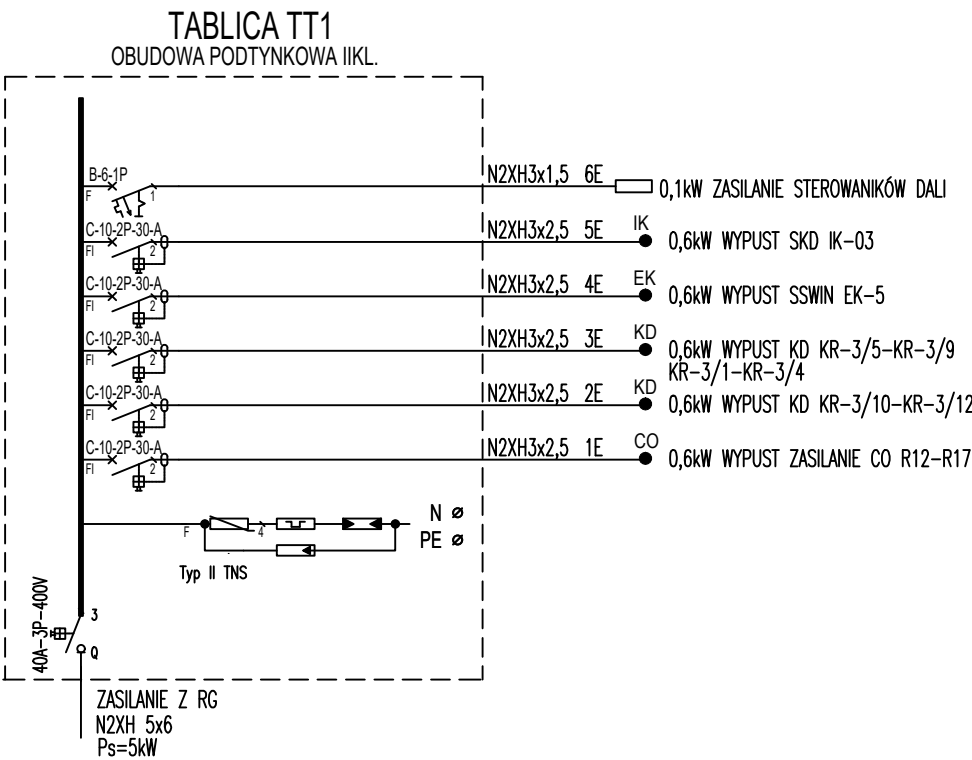 TABLICA TT1
OBUDOWA PODTYNKOWA IIKL.
B-6-1P
F
1
N2XH3x1,5 6E
0,1kW ZASILANIE STEROWANIKÓW DALI
C-10-2P-30-A
FI
2
N2XH3x2,5 5E
IK
0,6kW WYPUST SKD IK-03
C-10-2P-30-A
FI
2
N2XH3x2,5 4E
EK
0,6kW WYPUST SSWIN EK-5
C-10-2P-30-A
FI
2
N2XH3x2,5 3E
KD
0,6kW WYPUST KD KR-3/5-KR-3/9
KR-3/1-KR-3/4
C-10-2P-30-A
FI
2
N2XH3x2,5 2E
KD
0,6kW WYPUST KD KR-3/10-KR-3/12
C-10-2P-30-A
FI
2
N2XH3x2,5 1E
CO
0,6kW WYPUST ZASILANIE CO R12-R17
F
4
N ø
PE ø
Typ II TNS
40A-3P-400V
3
Q
ZASILANIE Z RG
N2XH 5x6
Ps=5kW